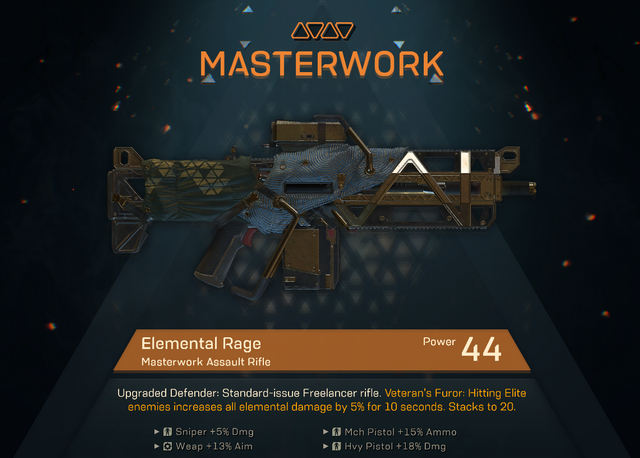 MASTERWORK
Elemental Rage
Masterwork Assault Rifle
Power 44
Upgraded Defender: Standard-issue Freelancer rifle. Veteran's Furor: Hitting Elite
enemies increases all elemental damage by 5% for 10 seconds. Stacks to 20.
Sniper +5% Dmg
Mch Pistol +15% Ammo
Weap +13% Aim
Hvy Pistol +18% Dmg